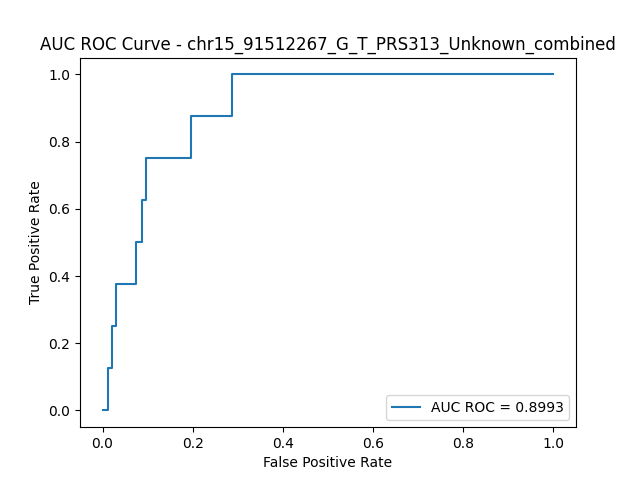 AUC ROC Curve - chr15_91512267_G_T_PRS313_Unknown_combined
1.0
0.8
0.6
0.4
0.2
0.0
True Positive Rate
AUC ROC = 0.8993
0.0 0.2 0.4 0.6 0.8 1.0
False Positive Rate